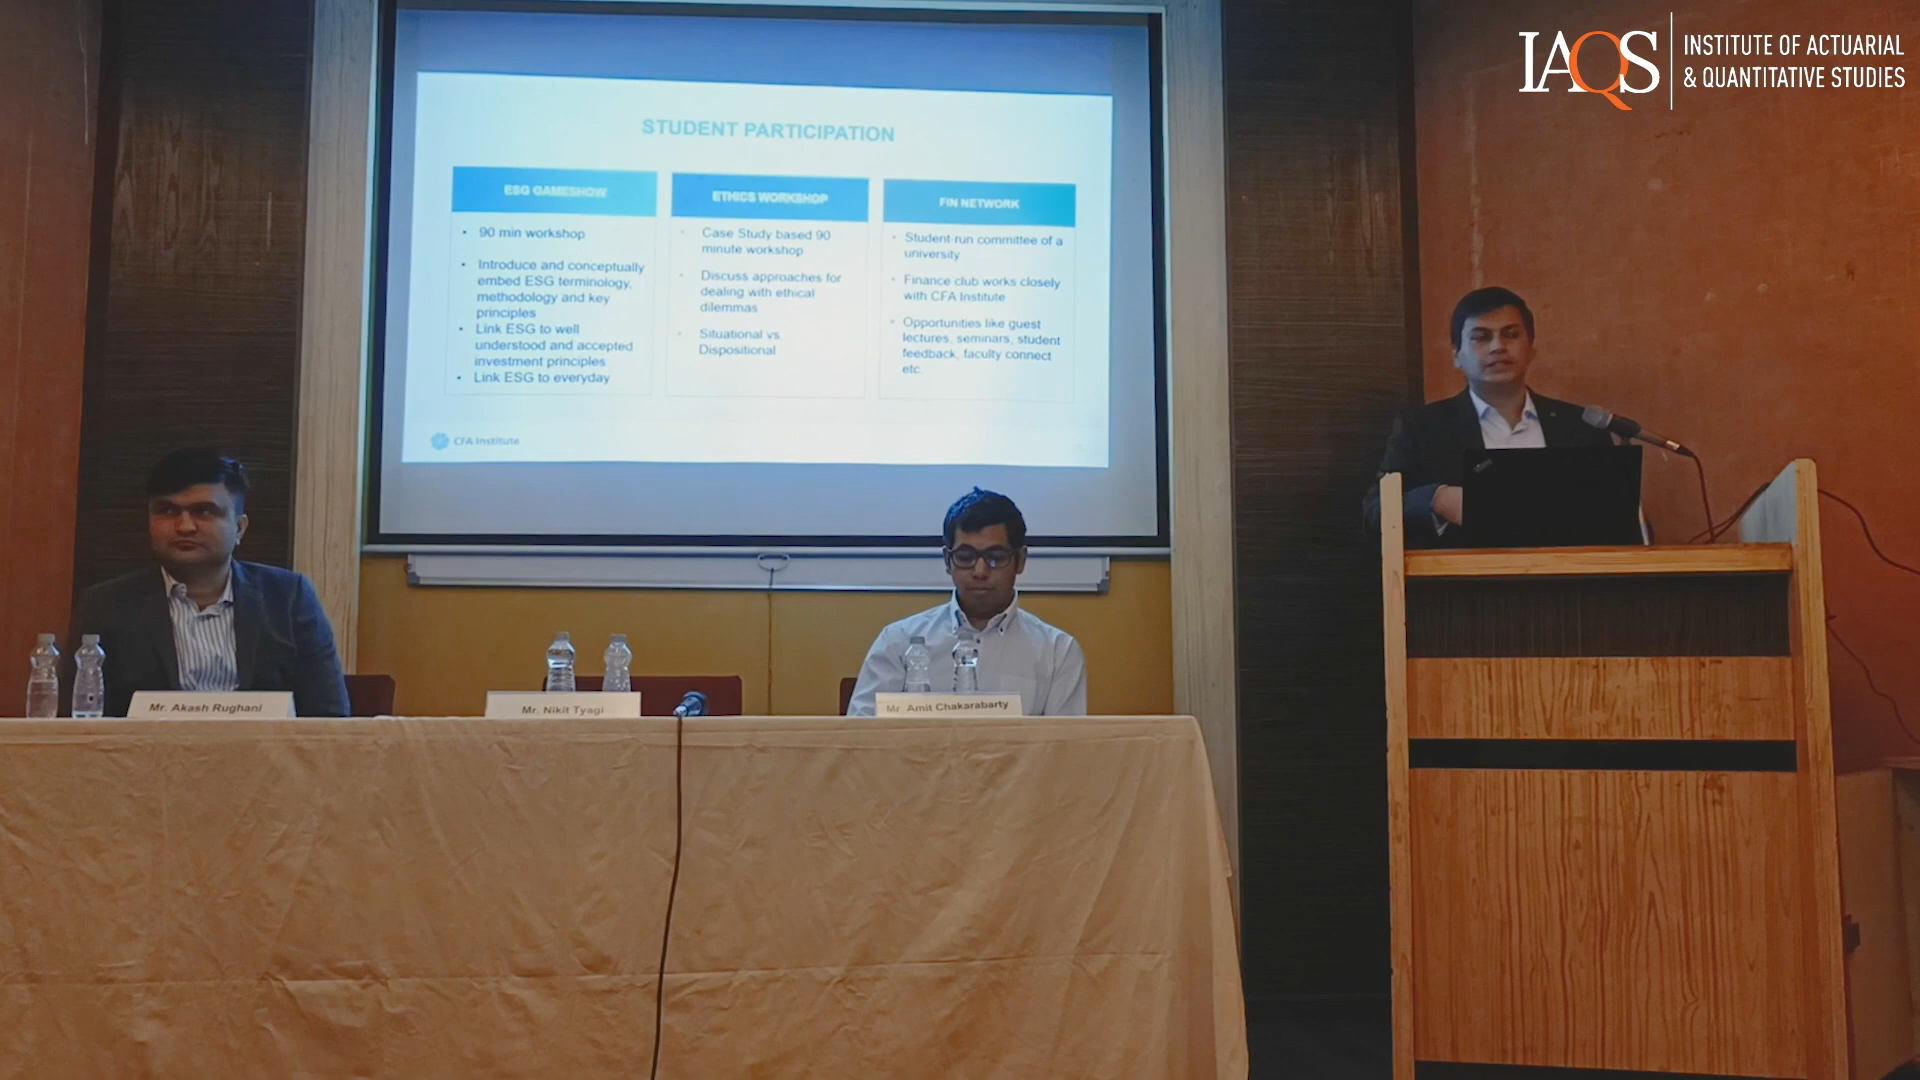 IAQS
INSTITUTE OF ACTUARIAL
& QUANTITATIVE STUDIES
STUDENT PARTICIPATION
ESG GAMESHOW
• 90 min workshop
• Introduce and conceptually
embed ESG terminology,
methodology and key
principles
• Link ESG to well
understood and accepted
investment principles
• Link ESG to everyday
ETHICS WORKSHOP
• Case Study based 90
minute workshop
• Discuss approaches for
dealing with ethical
dilemmas
• Situational vs
Dispositional
FIN NETWORK
• Student-run committee of a
university
• Finance club works closely
with CFA Institute
• Opportunities like guest
lectures, seminars, student
feedback, faculty connect
etc.
CFA Institute
Mr. Akash Rughani
Mr. Nikit Tyagi
Mr. Amit Chakarabarty